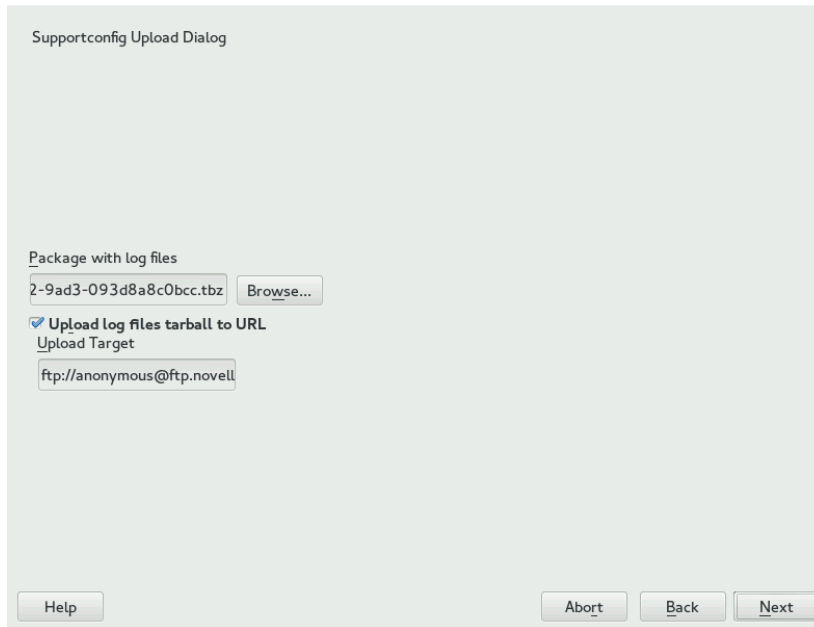 Supportconfig Upload Dialog
Package with log files
2-9ad3-093d8a8c0bcc.tbz Browse...
Upload log files tarball to URL
Upload Target
ftp://anonymous@ftp.novell
Help Abort Back Next